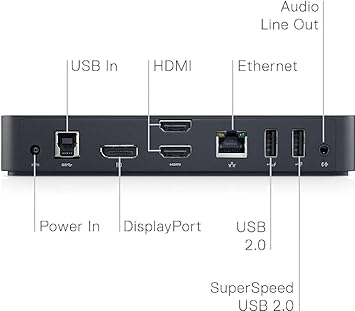 Audio
Line Out
USB In
HDMI
Ethernet
Power In
DisplayPort
USB
2.0
SuperSpeed
USB 2.0